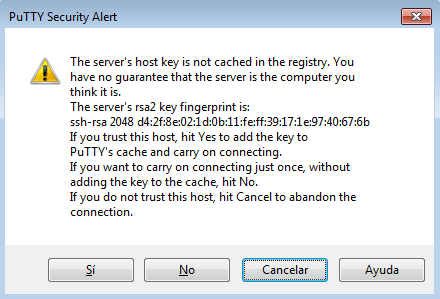 PuTTY Security Alert
The server's host key is not cached in the registry. You
have no guarantee that the server is the computer you
think it is.
The server's rsa2 key fingerprint is:
ssh-rsa 2048 d4:2f:8e:02:1d:0b:11:fe:ff:39:17:1e:97:40:67:6b
If you trust this host, hit Yes to add the key to
PuTTY's cache and carry on connecting.
If you want to carry on connecting just once, without
adding the key to the cache, hit No.
If you do not trust this host, hit Cancel to abandon the
connection.
Sí No Cancelar Ayuda